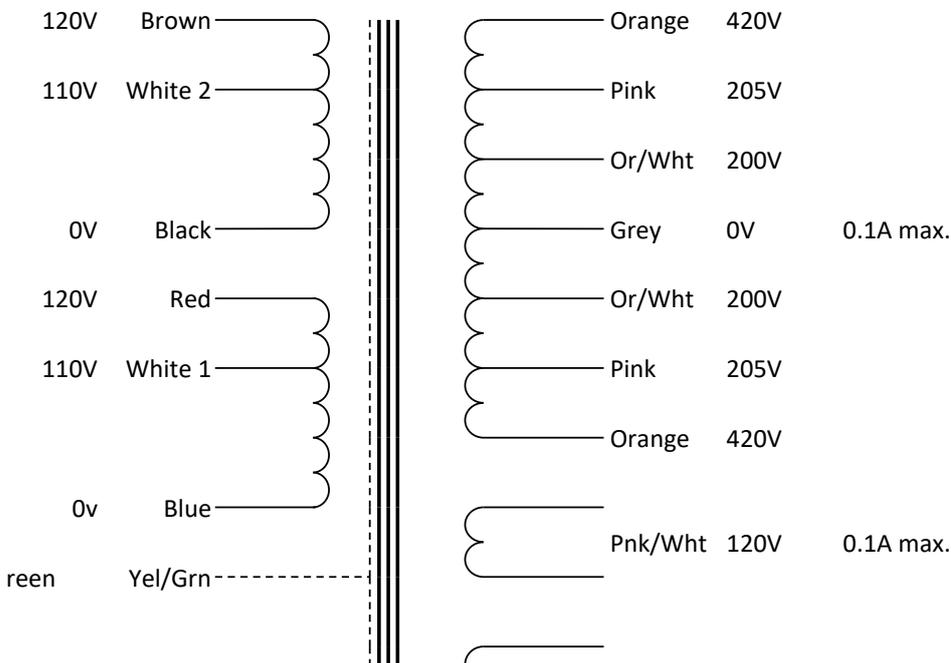 120V Brown Orange 420V
110V White 2 Pink 205V
Or/Wht 200V
0V Black Grey 0V 0.1A max.
120V Red Or/Wht 200V
110V White 1 Pink 205V
Orange 420V
0v Blue
Pnk/Wht 120V 0.1A max.
reen Yel/Grn